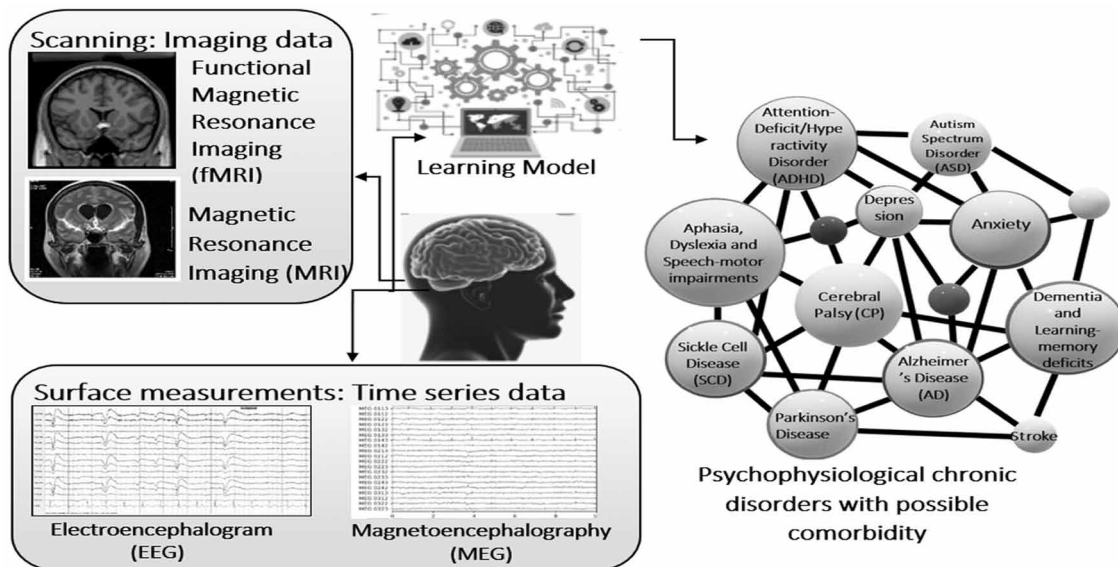 Scanning: Imaging data
Functional
Magnetic
Resonance
Imaging
(fMRI)
Magnetic
Resonance
Imaging (MRI)
Learning Model
Surface measurements: Time series data
Electroencephalogram
(EEG)
Magnetoencephalography
(MEG)
Attention-
Deficit/Hype
ractivity
Disorder
(ADHD)
Autism
Spectrum
Disorder
(ASD)
Depres
sion
Anxiety
Aphasia,
Dyslexia and
Speech-motor
impairments
Cerebral
Palsy (CP)
Dementia
and
Learning-
memory
deficits
Sickle Cell
Disease
(SCD)
Alzheimer
's Disease
(AD)
Parkinson's
Disease
Stroke
Psychophysiological chronic
disorders with possible
comorbidity